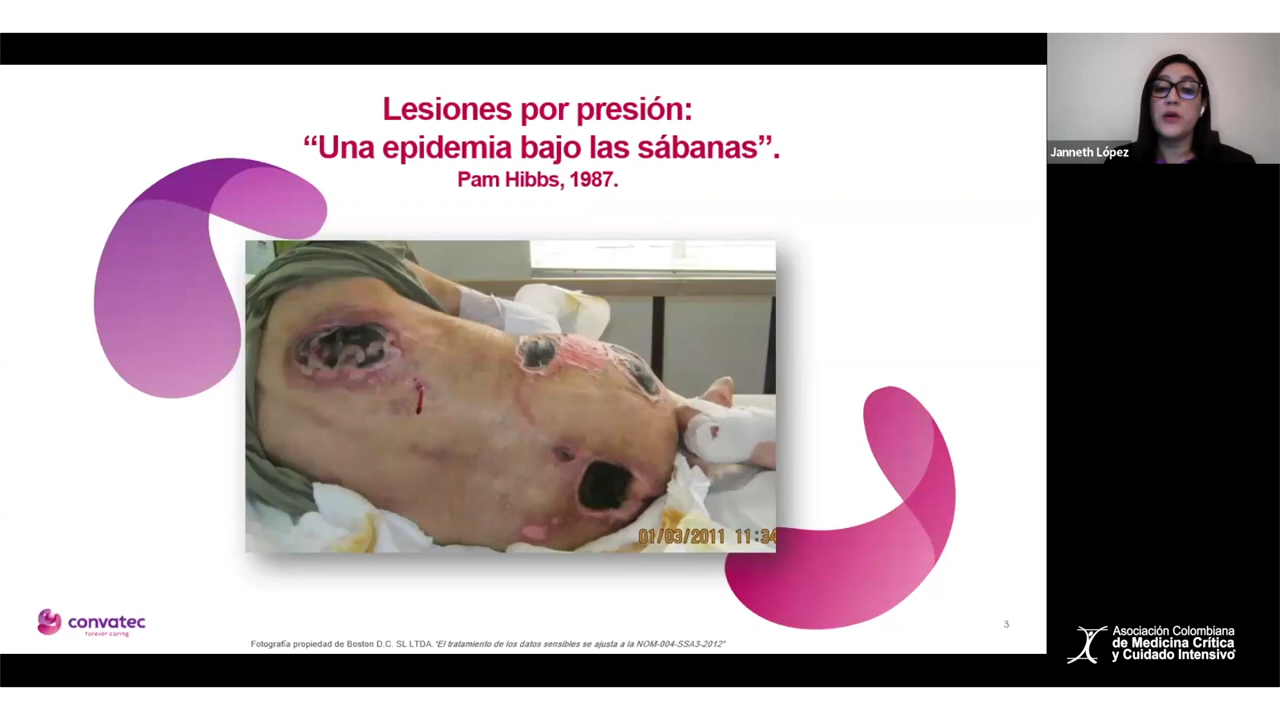 Lesiones por presión:
“Una epidemia bajo las sábanas”.
Pam Hibbs, 1987.
Janneth López
01/03/2011 11:34
convatec
forever caring
3
Fotografía propiedad de Boston D.C. SL LTDA. “El tratamiento de los datos sensibles se ajusta a la NOM-004-SSA3-2012”
Asociación Colombiana
de Medicina Crítica
y Cuidado Intensivo